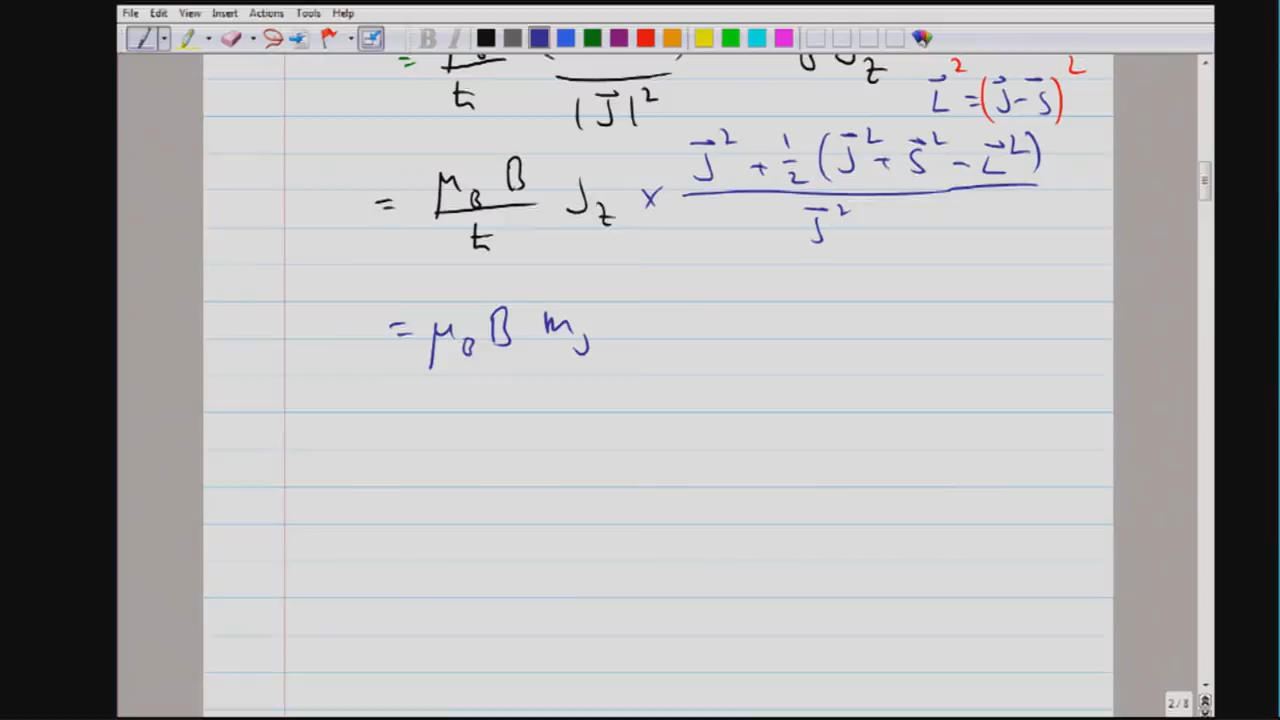 File Edit View Insert Actions Tools Help
B I
ħ |J⃗|² z L⃗² = (J⃗ - S⃗)²
= μ_B B / ħ J_z × (J⃗² + 1/2 (J⃗² + S⃗² - L⃗²)) / J⃗²
= μ_B B m_J
2 / 8